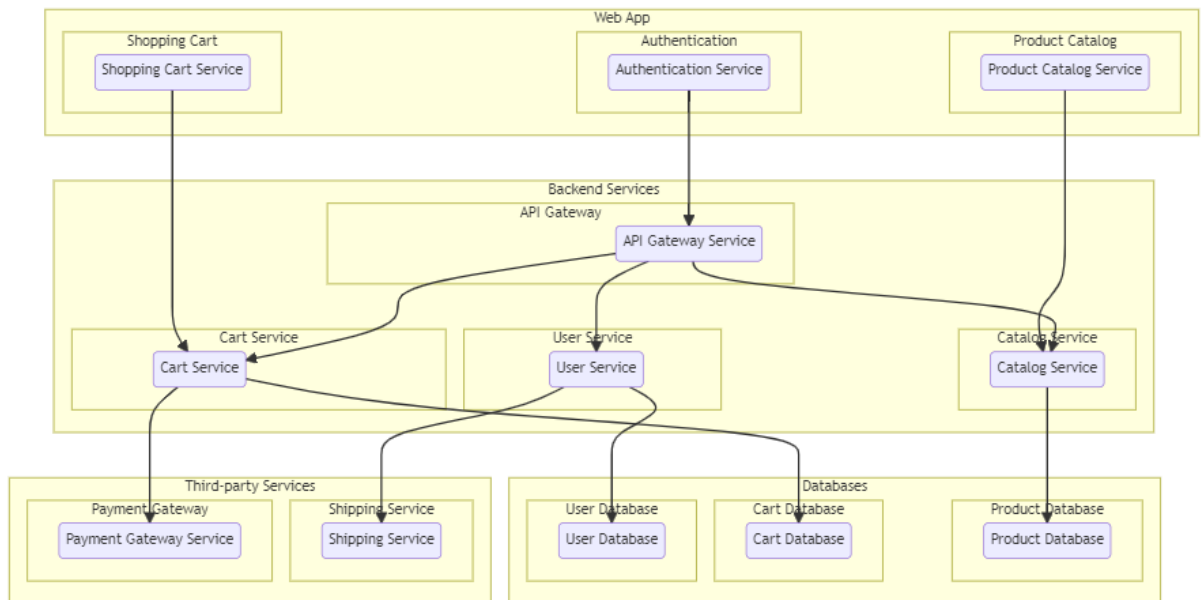 Web App
Shopping Cart
Authentication
Product Catalog
Shopping Cart Service
Authentication Service
Product Catalog Service
Backend Services
API Gateway
API Gateway Service
Cart Service
User Service
Catalog Service
Cart Service
User Service
Catalog Service
Third-party Services
Databases
Payment Gateway
Shipping Service
User Database
Cart Database
Product Database
Payment Gateway Service
Shipping Service
User Database
Cart Database
Product Database